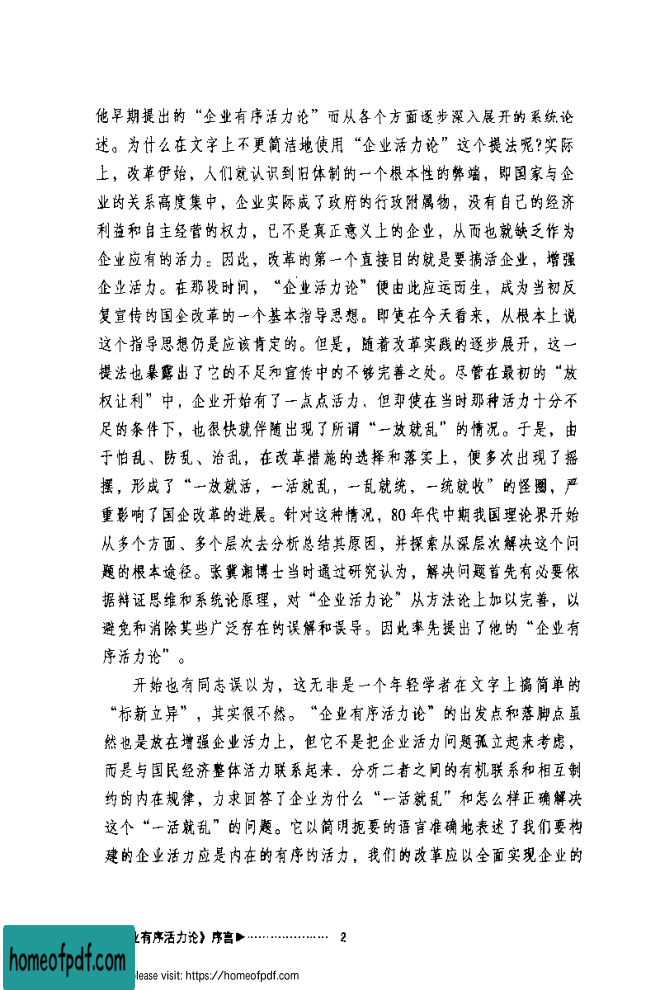 他早期提出的“企业有序活力论”而从各个方面逐步深入展开的系统论
述。为什么在文字上不更简洁地使用“企业活力论”这个提法呢?实际
上，改革伊始，人们就认识到旧体制的一个根本性的弊端，即国家与企
业的关系高度集中，企业实际成了政府的行政附属物，没有自己的经济
利益和自主经营的权力，已不是真正意义上的企业，从而也就缺乏作为
企业应有的活力。因此，改革的第一个直接目的就是要搞活企业，增强
企业活力。在那段时间，“企业活力论”便由此应运而生，成为当初反
复宣传的国企改革的一个基本指导思想。即使在今天看来，从根本上说
这个指导思想仍是应该肯定的。但是，随着改革实践的逐步展开，这一
提法也暴露出了它的不足和宣传中的不够完善之处。尽管在最初的“放
权让利”中，企业开始有了一点点活力，但即使在当时那种活力十分不
足的条件下，也很快就伴随出现了所谓“一放就乱”的情况。于是，由
于怕乱、防乱、治乱，在改革措施的选择和落实上，便多次出现了摇
摆，形成了“一放就活，一活就乱，一乱就统，一统就收”的怪圈，严
重影响了国企改革的进展。针对这种情况，80年代中期我国理论界开始
从多个方面、多个层次去分析总结其原因，并探索从深层次解决这个问
题的根本途径。张冀湘博士当时通过研究认为，解决问题首先有必要依
据辩证思维和系统论原理，对“企业活力论”从方法论上加以完善，以
避免和消除某些广泛存在的误解和误导。因此率先提出了他的“企业有
序活力论”。
开始也有同志误以为，这无非是一个年轻学者在文字上搞简单的
“标新立异”，其实很不然。“企业有序活力论”的出发点和落脚点虽
然也是放在增强企业活力上，但它不是把企业活力问题孤立起来考虑，
而是与国民经济整体活力联系起来，分析二者之间的有机联系和相互制
约的内在规律，力求回答了企业为什么“一活就乱”和怎么样正确解决
这个“一活就乱”的问题。它以简明扼要的语言准确地表述了我们要构
建的企业活力应是内在的有序的活力，我们的改革应以全面实现企业的
业有序活力论》序言▶………………… 2
homeofpdf.com
lease visit: https://homeofpdf.com